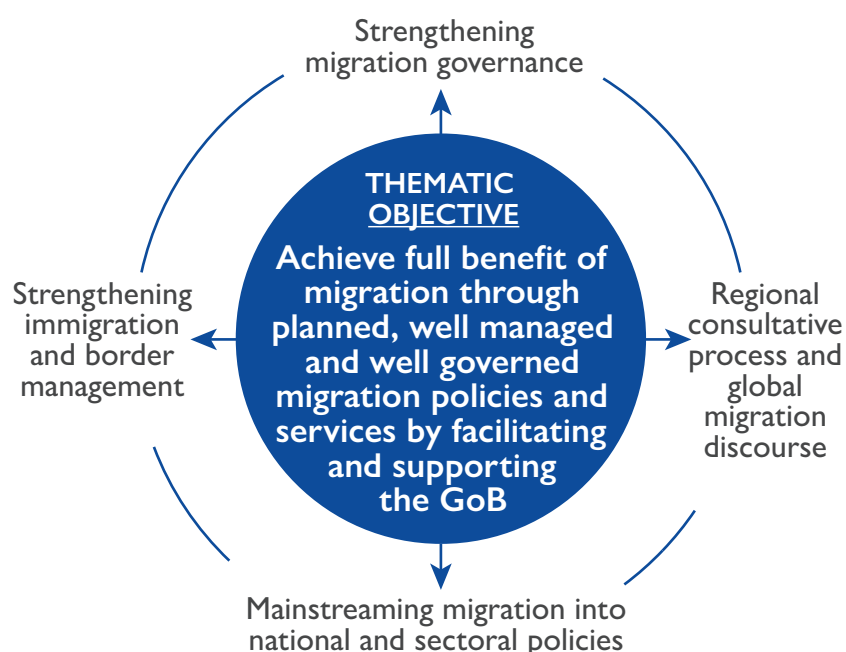 Strengthening
migration governance
THEMATIC
OBJECTIVE
Achieve full benefit of
migration through
planned, well managed
and well governed
migration policies and
services by facilitating
and supporting
the GoB
Strengthening
immigration
and border
management
Regional
consultative
process and
global
migration
discourse
Mainstreaming migration into
national and sectoral policies